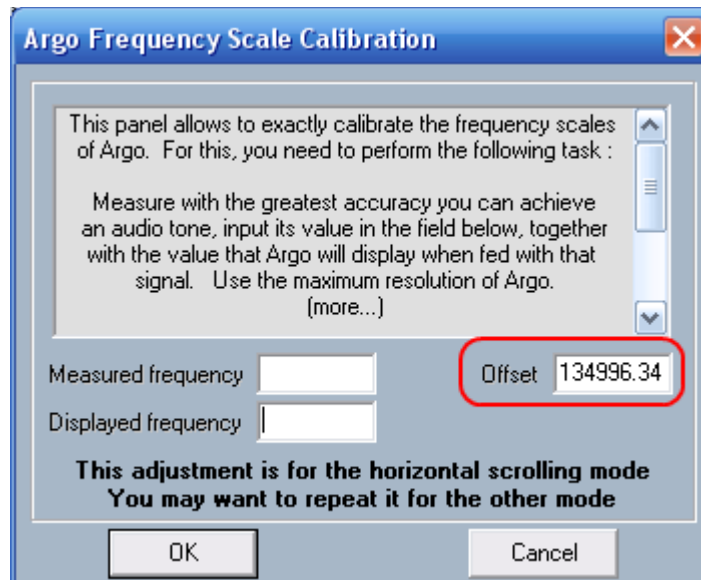 Argo Frequency Scale Calibration
This panel allows to exactly calibrate the frequency scales
of Argo. For this, you need to perform the following task :
Measure with the greatest accuracy you can achieve
an audio tone, input its value in the field below, together
with the value that Argo will display when fed with that
signal. Use the maximum resolution of Argo.
(more...)
Measured frequency
Offset 134996.34
Displayed frequency
This adjustment is for the horizontal scrolling mode
You may want to repeat it for the other mode
OK
Cancel